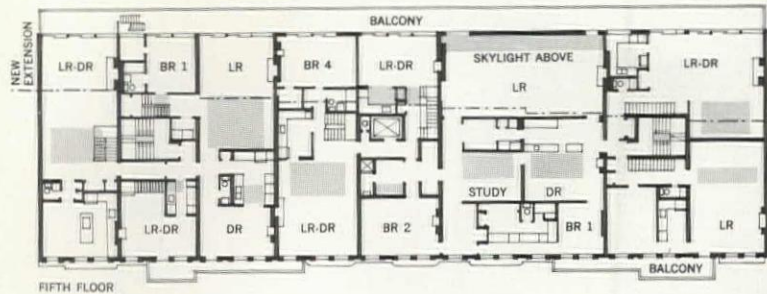 BALCONY
NEW EXTENSION
LR-DR
BR 1
LR
BR 4
LR-DR
SKYLIGHT ABOVE
LR
LR-DR
STUDY
DR
LR-DR
DR
LR-DR
BR 2
BR 1
LR
BALCONY
FIFTH FLOOR